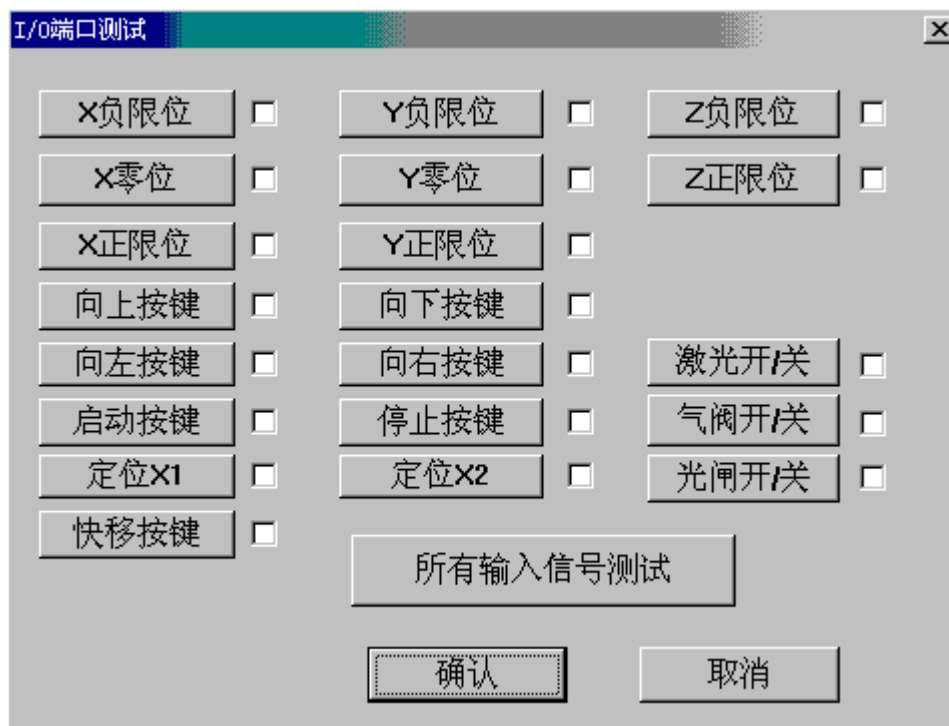 I/O端口测试
X负限位 Y负限位 Z负限位
X零位 Y零位 Z正限位
X正限位 Y正限位
向上按键 向下按键
向左按键 向右按键 激光开/关
启动按键 停止按键 气阀开/关
定位X1 定位X2 光闸开/关
快移按键
所有输入信号测试
确认 取消